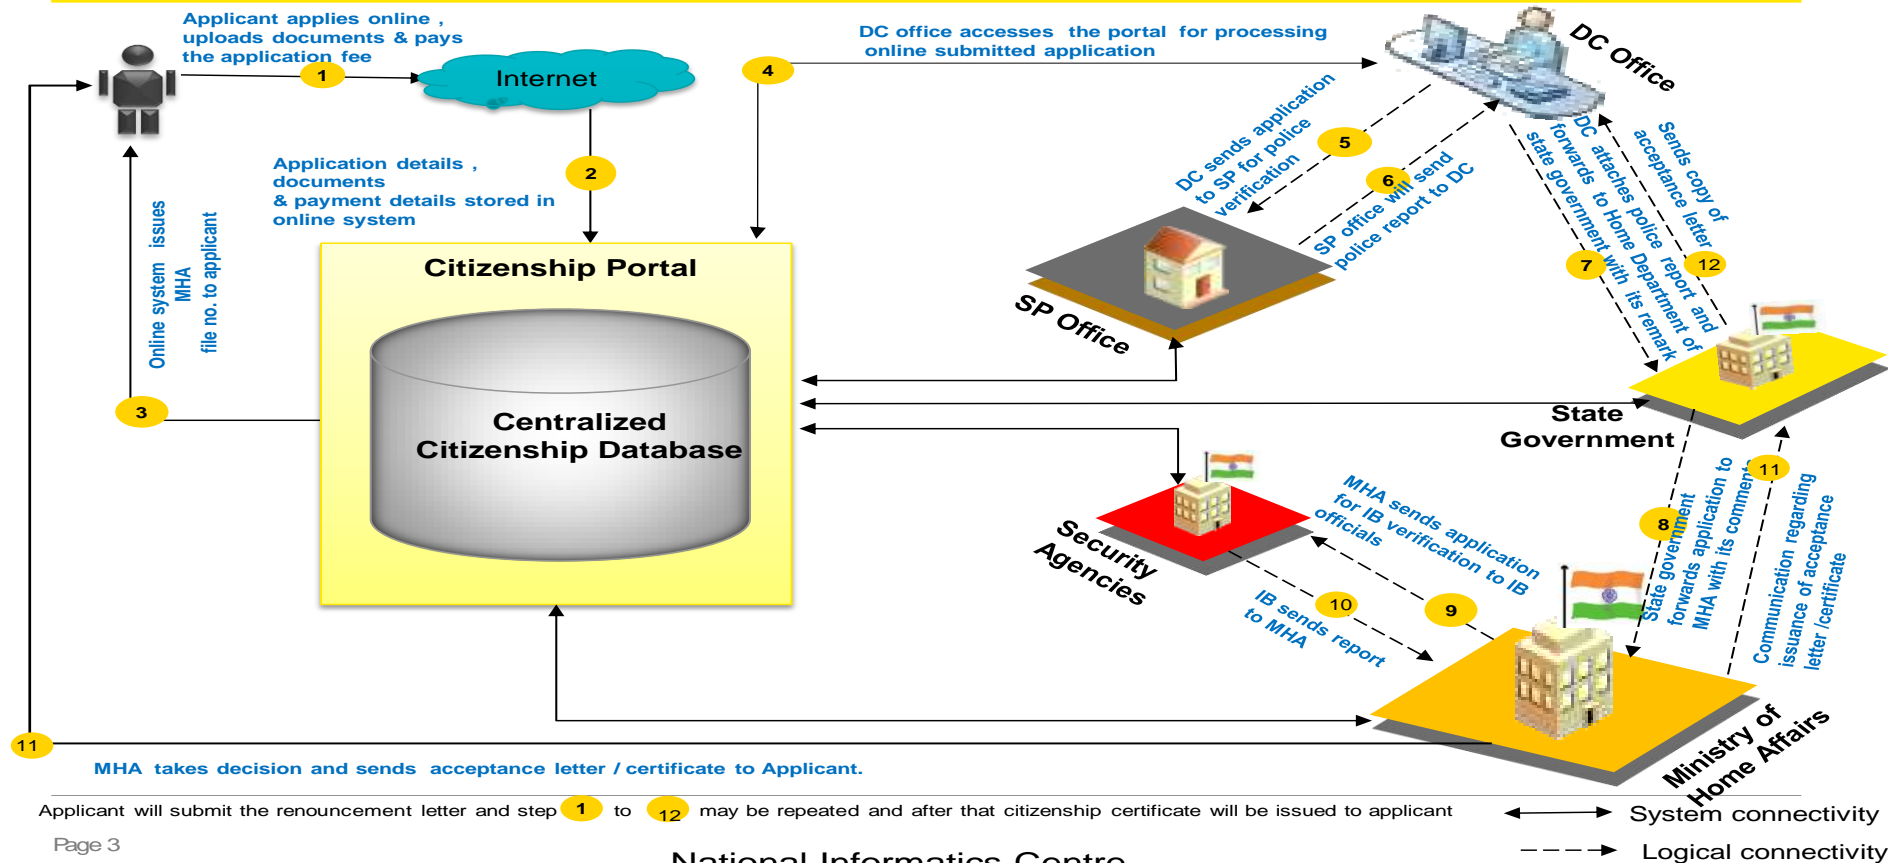 Applicant applies online ,
uploads documents & pays
the application fee
1
Internet
4
DC office accesses the portal for processing
online submitted application
DC Office
Application details ,
documents
& payment details stored in
online system
2
Online system issues
MHA
file no. to applicant
3
Citizenship Portal
Centralized
Citizenship Database
DC sends application
to SP for police
verification
5
6
SP office will send
police report to DC
SP Office
7
DC attaches police report and
forwards to Home Department of
state government with its remark
Sends copy of
acceptance letter
12
State
Government
8
State government
forwards application to
MHA with its comments
11
Communication regarding
issuance of acceptance
letter /certificate
Security
Agencies
MHA sends application
for IB verification to IB
officials
9
10
IB sends report
to MHA
Ministry of
Home Affairs
11
MHA takes decision and sends acceptance letter / certificate to Applicant.
Applicant will submit the renouncement letter and step 1 to 12 may be repeated and after that citizenship certificate will be issued to applicant
System connectivity
Logical connectivity
Page 3
National Informatics Centre